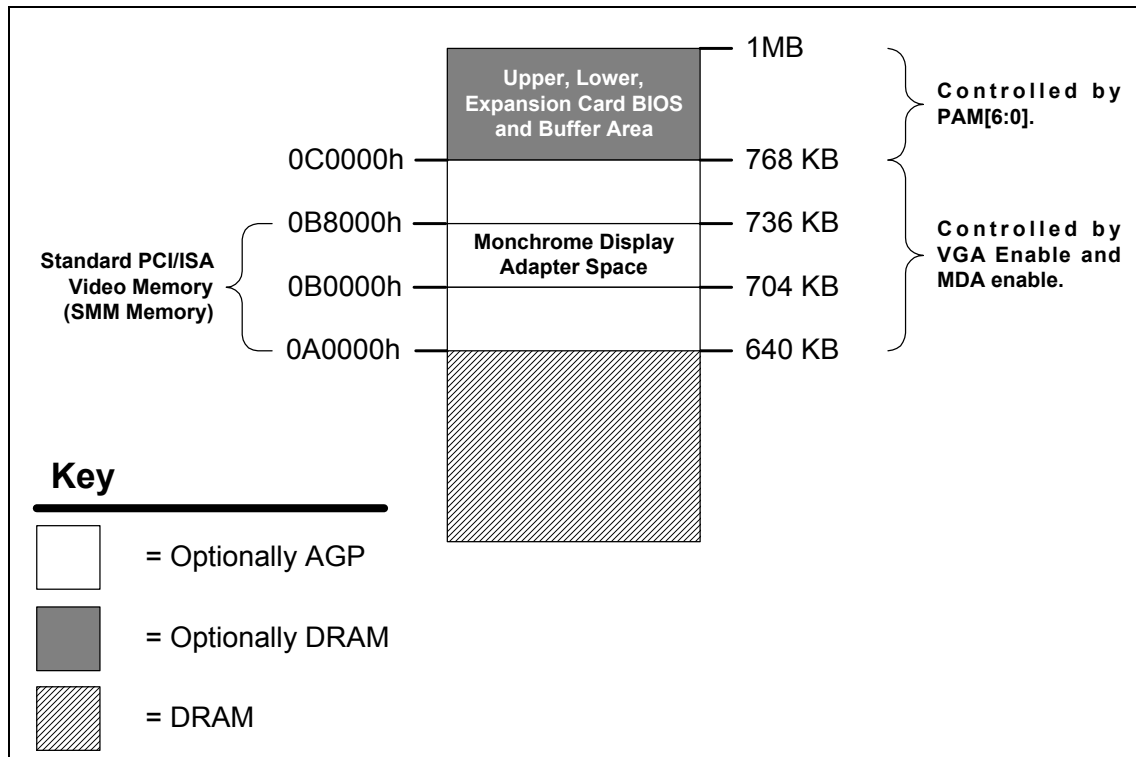 1MB
Upper, Lower,
Expansion Card BIOS
and Buffer Area
Controlled by
PAM[6:0].
0C0000h
768 KB
0B8000h
736 KB
Standard PCI/ISA
Video Memory
(SMM Memory)
Monchrome Display
Adapter Space
Controlled by
VGA Enable and
MDA enable.
0B0000h
704 KB
0A0000h
640 KB
Key
= Optionally AGP
= Optionally DRAM
= DRAM